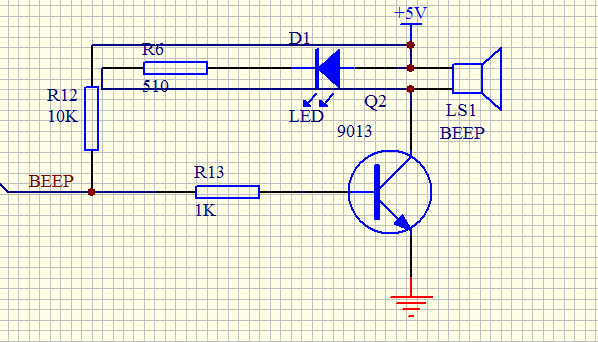 +5V
R6
D1
510
R12
10K
LED
Q2
LS1
9013
BEEP
BEEP
R13
1K